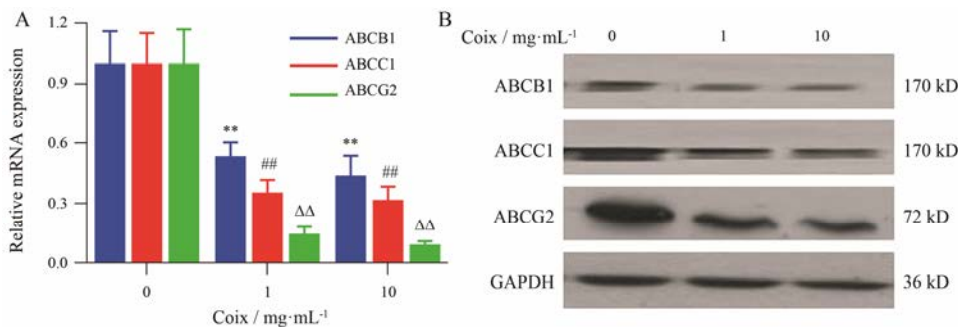 A
Relative mRNA expression
1.2
0.9
0.6
0.3
0.0
ABCB1
ABCC1
ABCG2
** ## ΔΔ
** ## ΔΔ
0 1 10
Coix / mg·mL⁻¹
B
Coix / mg·mL⁻¹ 0 1 10
ABCB1 170 kD
ABCC1 170 kD
ABCG2 72 kD
GAPDH 36 kD